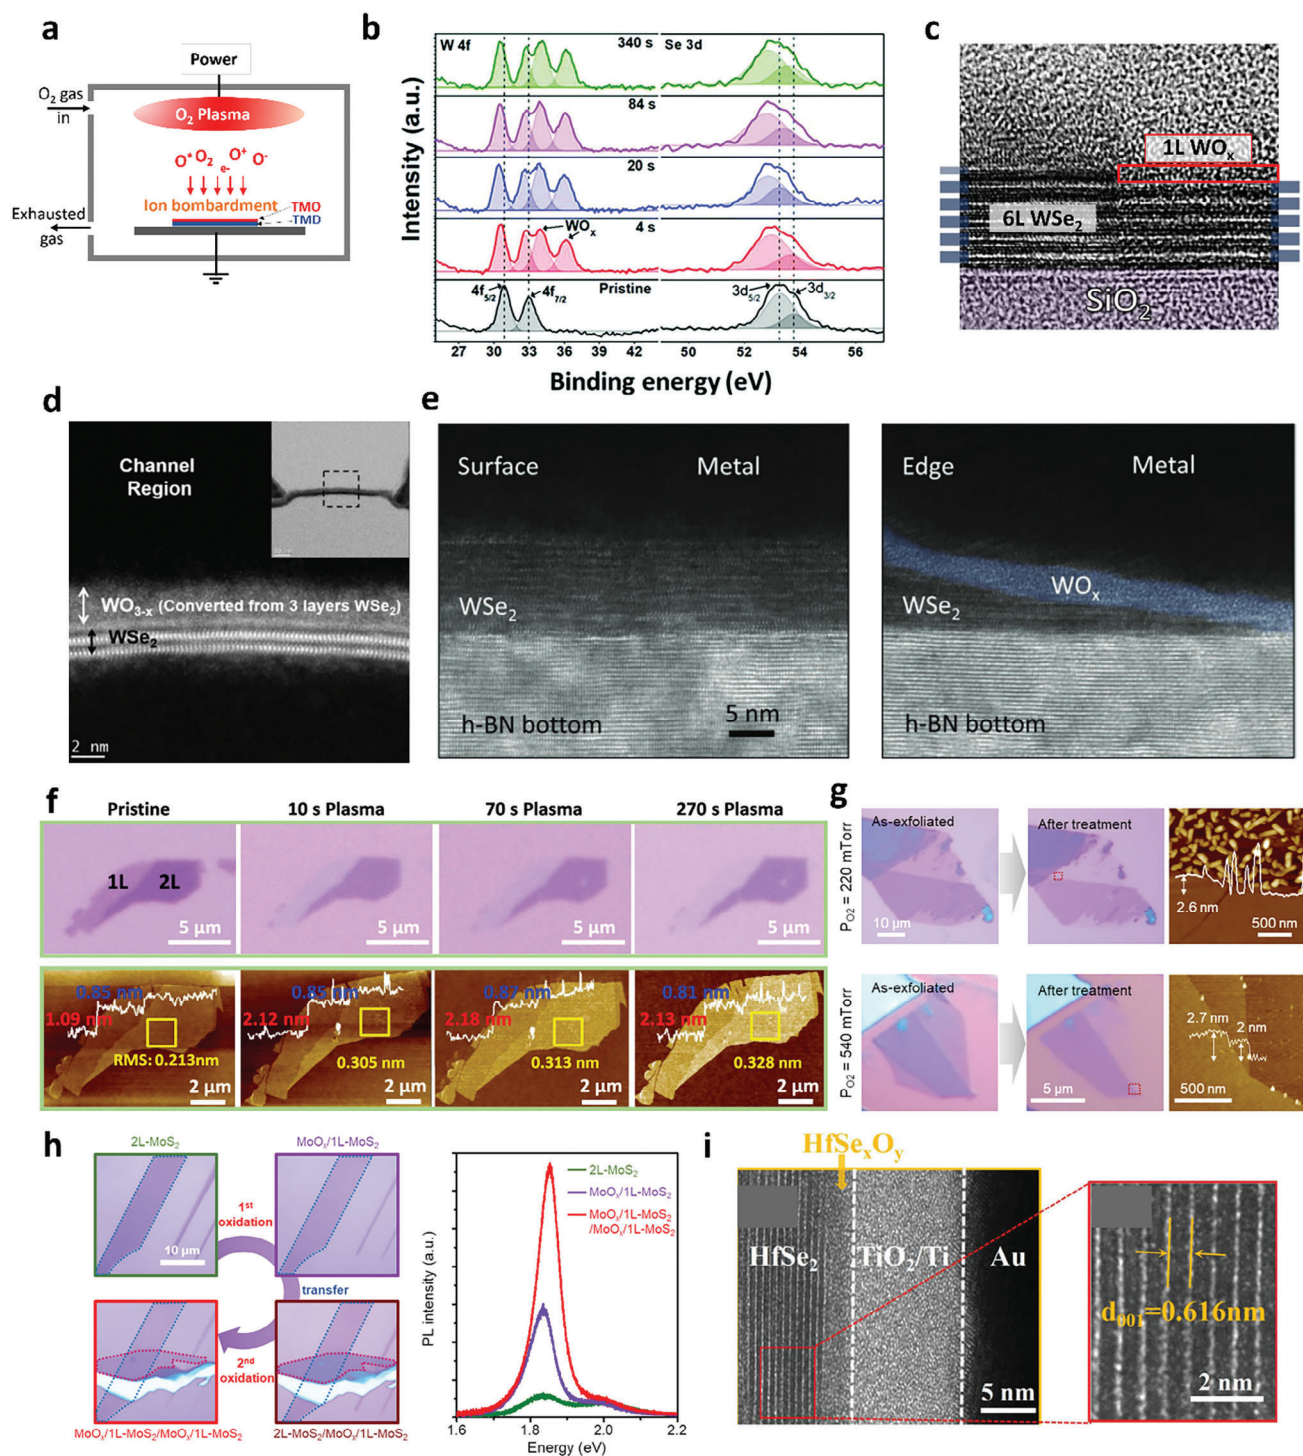 a
Power
O₂ gas
in
O₂ Plasma
O* O₂ e- O⁺ O⁻
Ion bombardment
TMO
TMD
Exhausted
gas
b
W 4f
340 s
Se 3d
84 s
20 s
4 s
WOₓ
Pristine
4f₅/₂
4f₇/₂
3d₅/₂
3d₃/₂
Intensity (a.u.)
27 30 33 36 39 42 50 52 54 56
Binding energy (eV)
c
1L WOₓ
6L WSe₂
SiO₂
d
Channel
Region
WO₃₋ₓ (Converted from 3 layers WSe₂)
WSe₂
2 nm
e
Surface
Metal
WSe₂
h-BN bottom
5 nm
Edge
Metal
WOₓ
WSe₂
h-BN bottom
f
Pristine
10 s Plasma
70 s Plasma
270 s Plasma
1L
2L
5 μm
5 μm
5 μm
5 μm
0.85 nm
1.09 nm
RMS: 0.213nm
2 μm
0.85 nm
2.12 nm
0.305 nm
2 μm
0.87 nm
2.18 nm
0.313 nm
2 μm
0.81 nm
2.13 nm
0.328 nm
2 μm
g
P_O₂ = 220 mTorr
As-exfoliated
10 μm
After treatment
2.6 nm
500 nm
P_O₂ = 540 mTorr
As-exfoliated
After treatment
5 μm
2.7 nm
2 nm
500 nm
h
2L-MoS₂
MoOₓ/1L-MoS₂
10 μm
1st
oxidation
transfer
2nd
oxidation
MoOₓ/1L-MoS₂/MoOₓ/1L-MoS₂
2L-MoS₂/MoOₓ/1L-MoS₂
PL intensity (a.u.)
2L-MoS₂
MoOₓ/1L-MoS₂
MoOₓ/1L-MoS₂
/MoOₓ/1L-MoS₂
1.6 1.8 2.0 2.2
Energy (eV)
i
HfSeₓOᵧ
HfSe₂
TiO₂/Ti
Au
5 nm
d₀₀₁=0.616nm
2 nm